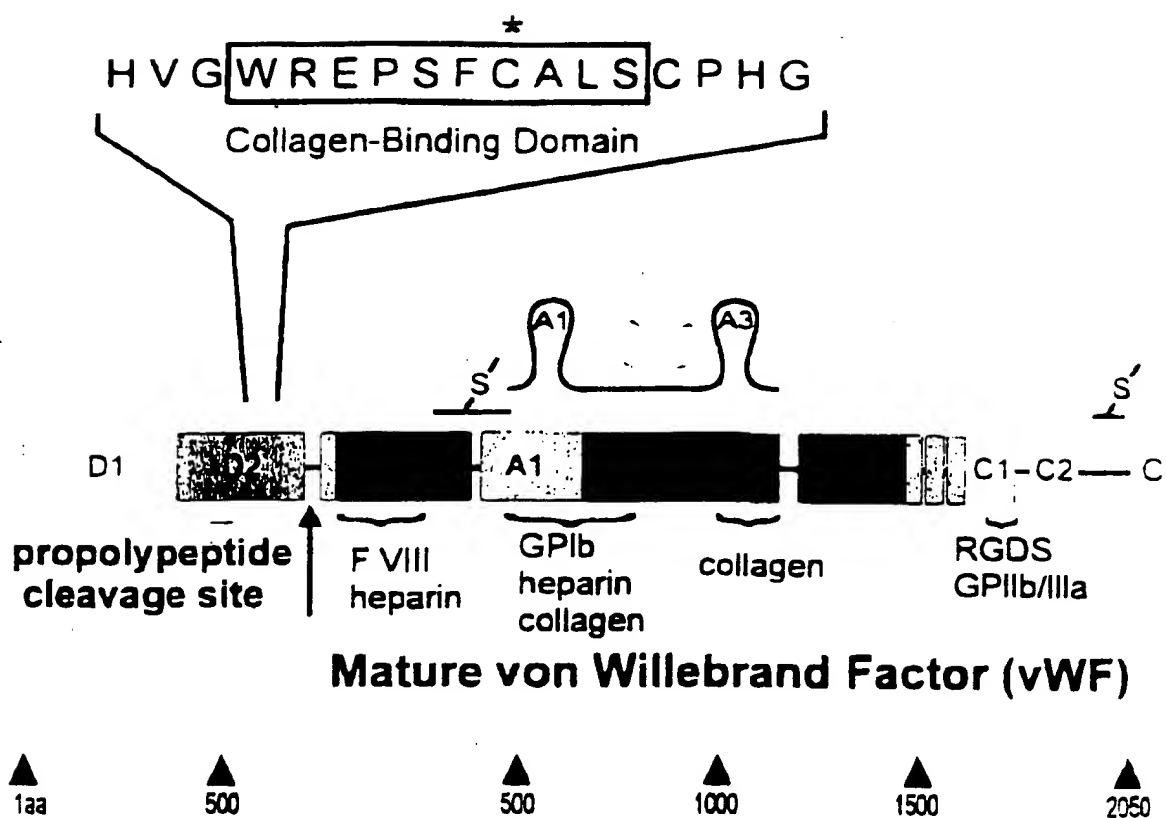 *
H V G W R E P S F C A L S C P H G
Collagen-Binding Domain
A1 A3
S S
D1 D2 A1 C1-C2 C
propolypeptide
cleavage site
F VIII
heparin
GPIb
heparin
collagen
collagen
RGDS
GPIIb/IIIa
Mature von Willebrand Factor (vWF)
1aa 500 500 1000 1500 2050